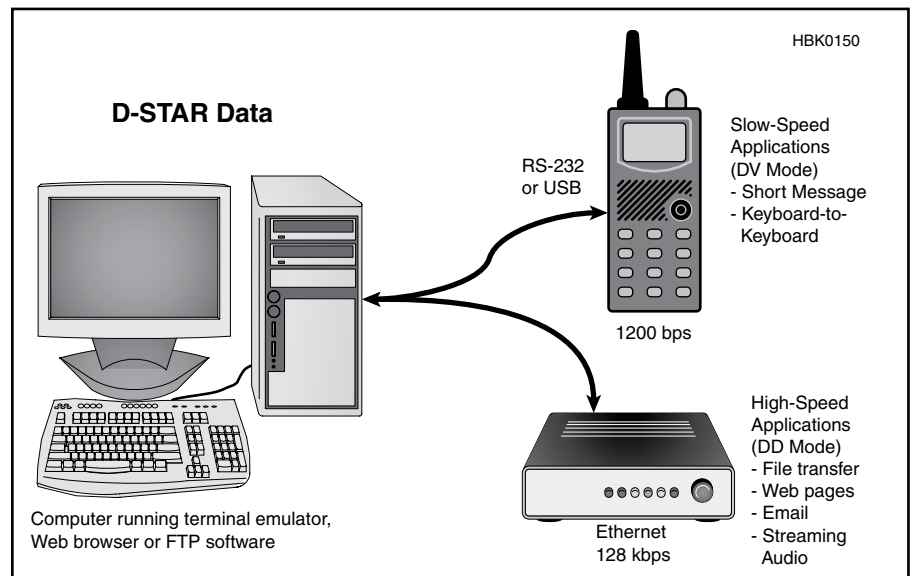 HBK0150
D-STAR Data
RS-232
or USB
Slow-Speed
Applications
(DV Mode)
- Short Message
- Keyboard-to-
Keyboard
1200 bps
High-Speed
Applications
(DD Mode)
- File transfer
- Web pages
- Email
- Streaming
Audio
Ethernet
128 kbps
Computer running terminal emulator,
Web browser or FTP software